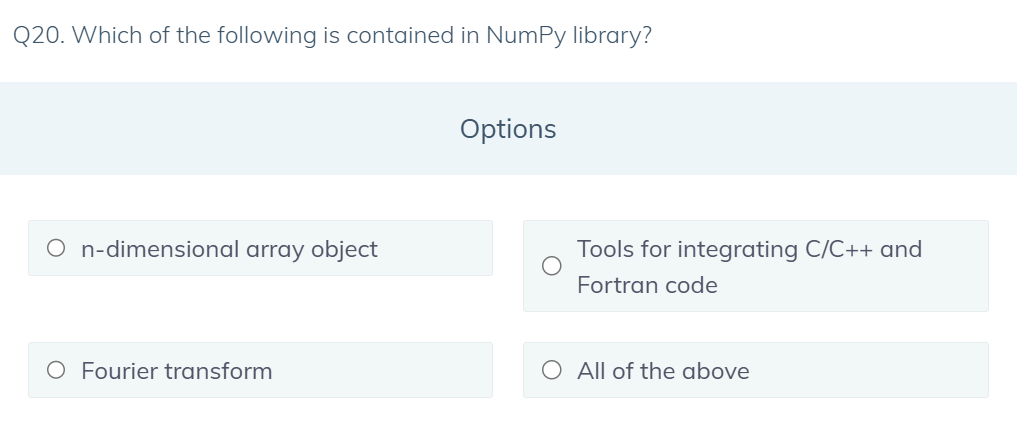 Q20. Which of the following is contained in NumPy library?
Options
n-dimensional array object
Tools for integrating C/C++ and
Fortran code
Fourier transform
All of the above